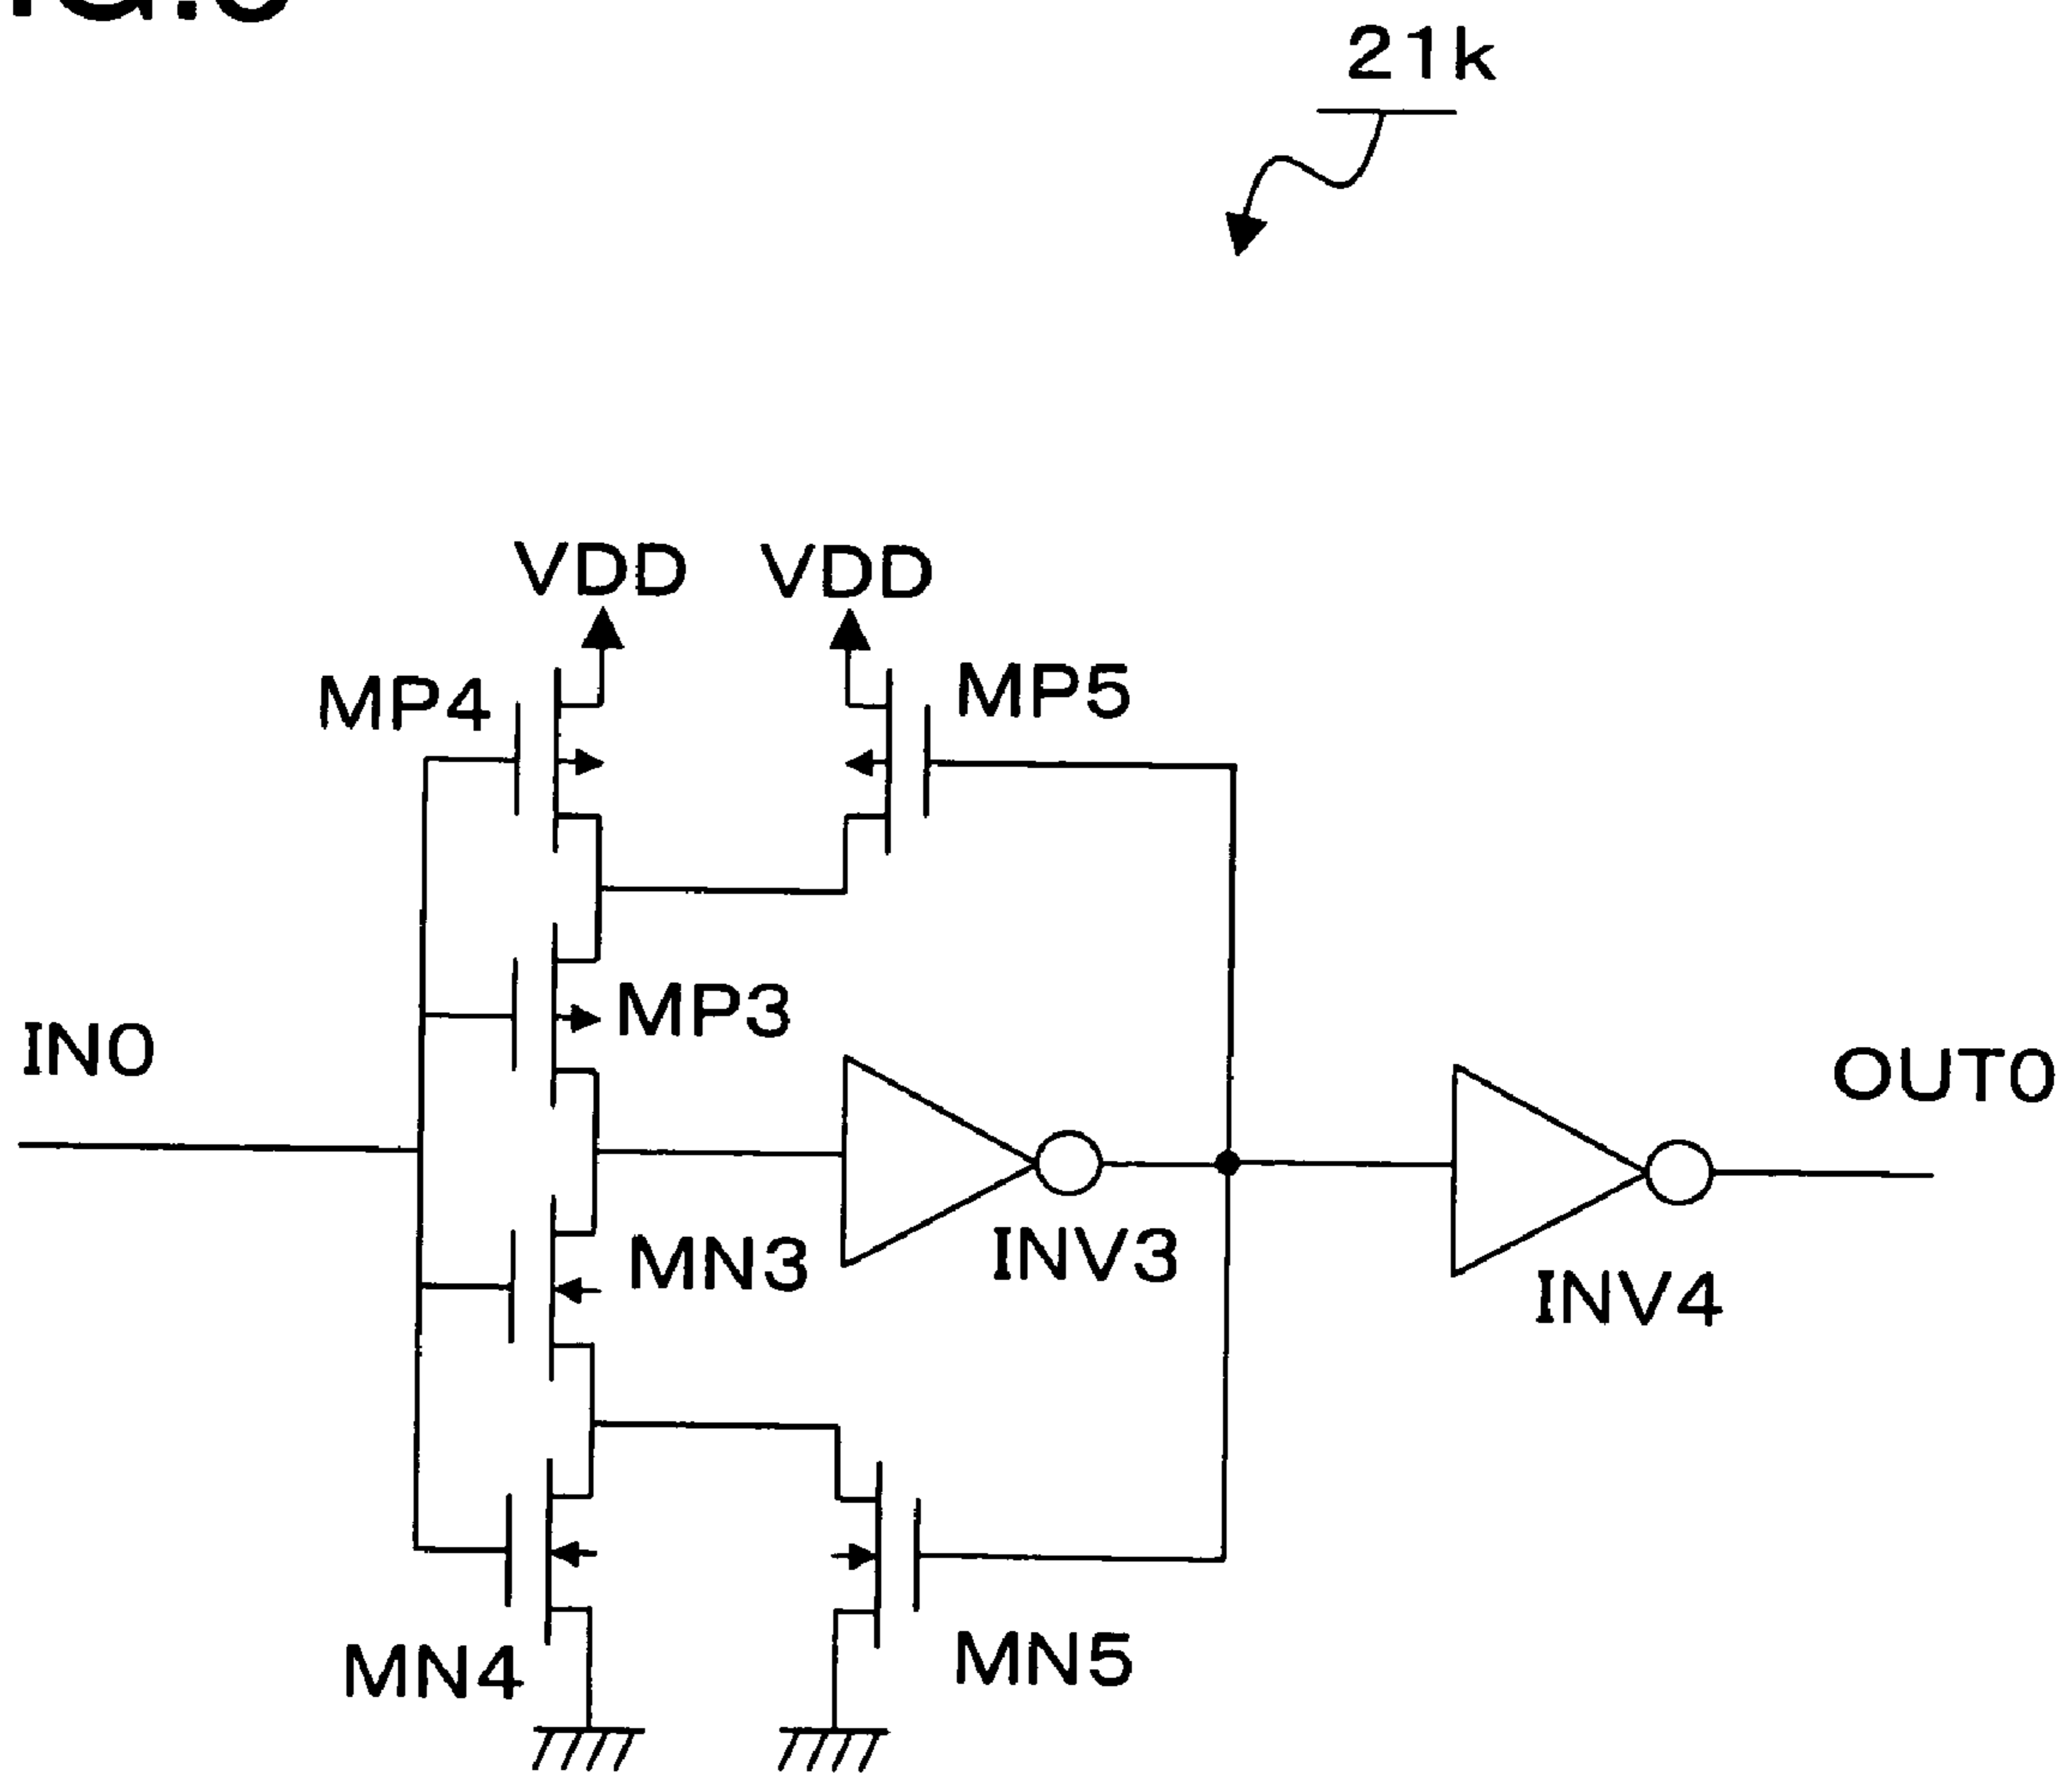 21k
VDD VDD
MP4 MP5
MP3
IN0 OUT0
MN3 INV3
INV4
MN4 MN5